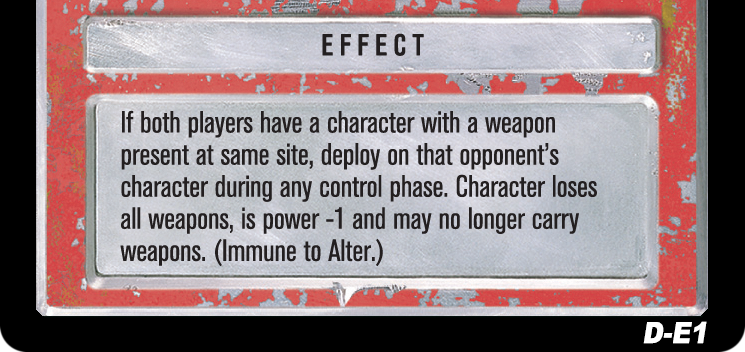 EFFECT
If both players have a character with a weapon
present at same site, deploy on that opponent's
character during any control phase. Character loses
all weapons, is power -1 and may no longer carry
weapons. (Immune to Alter.)
D-E1